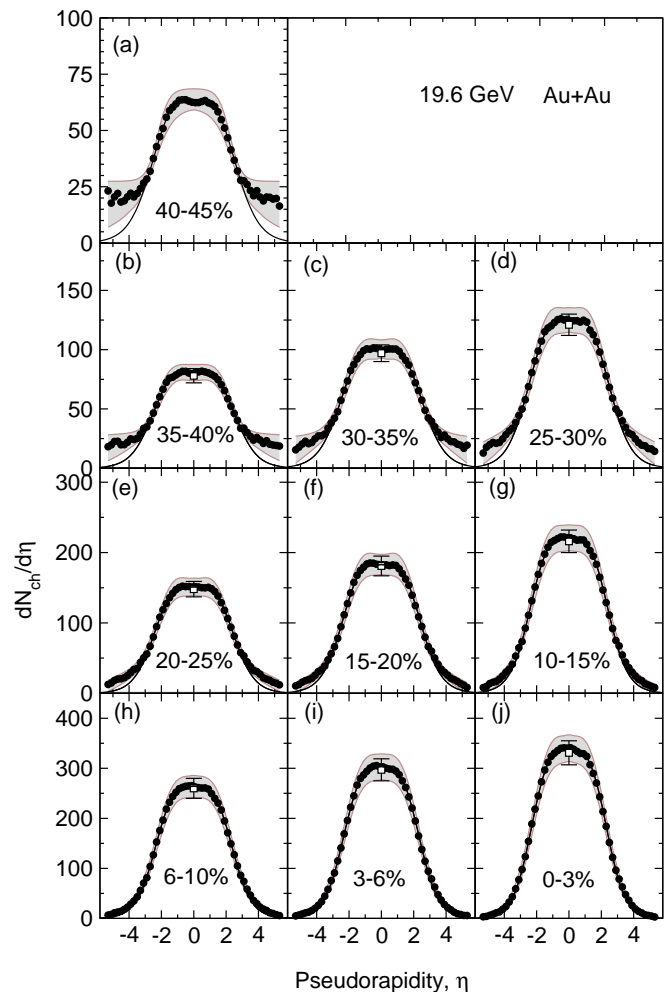 100
(a)
75
19.6 GeV Au+Au
50
25
40-45%
0
(b)
(c)
(d)
150
100
50
35-40%
30-35%
25-30%
0
300
(e)
(f)
(g)
200
dN_ch/dη
100
20-25%
15-20%
10-15%
0
(h)
(i)
(j)
400
300
200
100
6-10%
3-6%
0-3%
0
-4 -2 0 2 4 -4 -2 0 2 4 -4 -2 0 2 4
Pseudorapidity, η